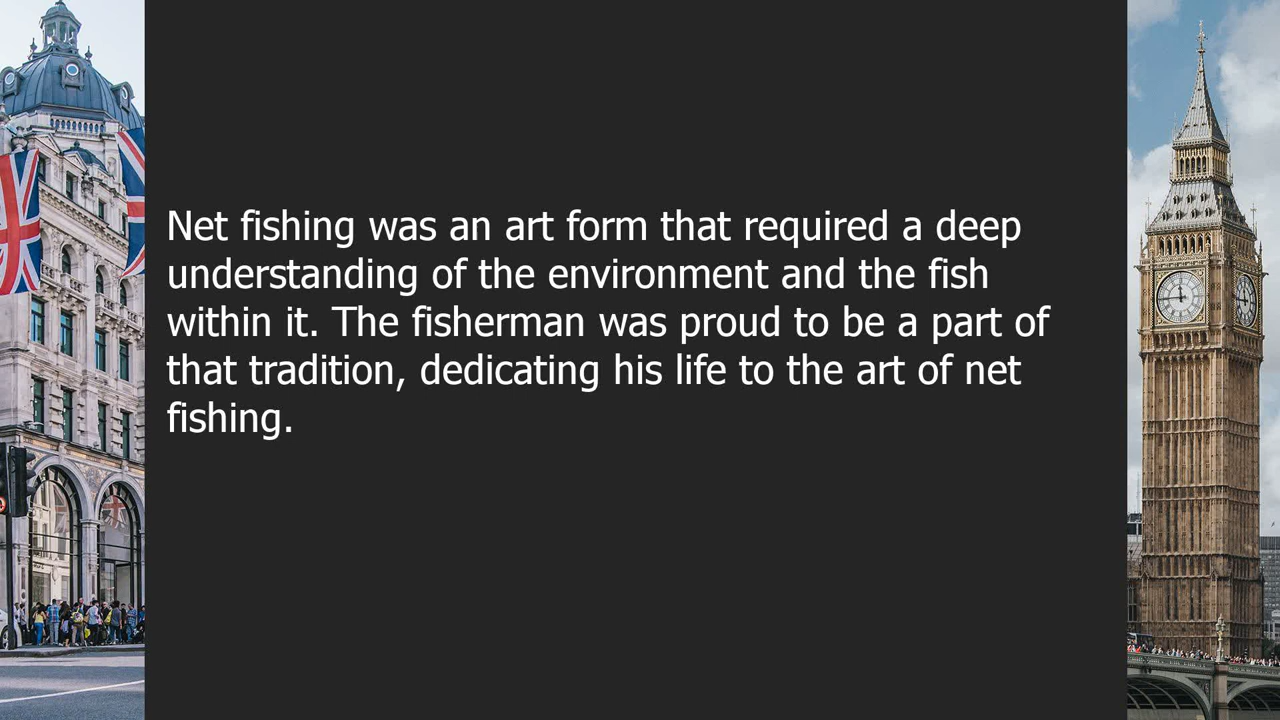 Net fishing was an art form that required a deep
understanding of the environment and the fish
within it. The fisherman was proud to be a part of
that tradition, dedicating his life to the art of net
fishing.